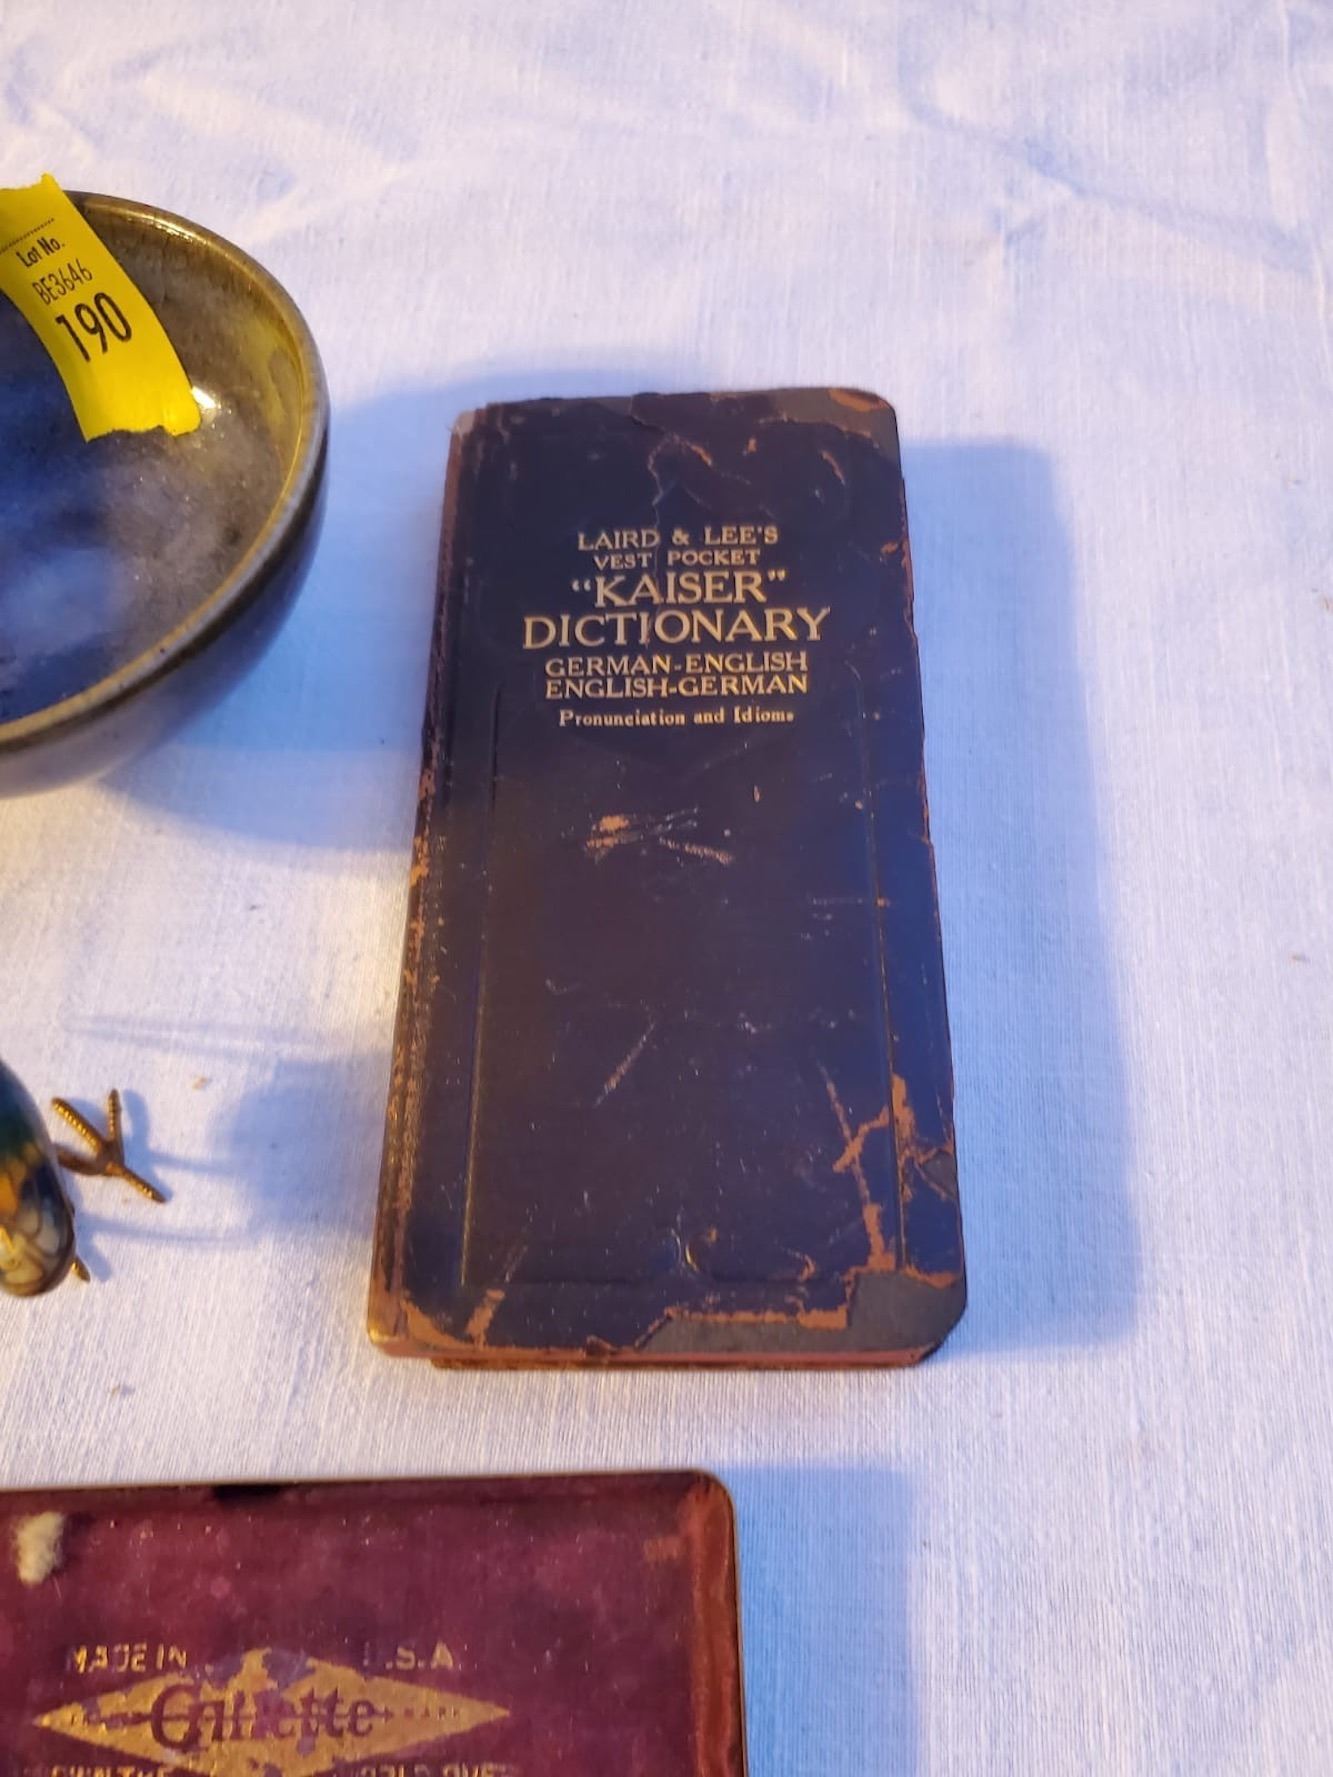 Lot No.
BE3646
190
LAIRD & LEE'S
VEST POCKET
"KAISER"
DICTIONARY
GERMAN-ENGLISH
ENGLISH-GERMAN
Pronunciation and Idioms
MADE IN U.S.A.
Gillette